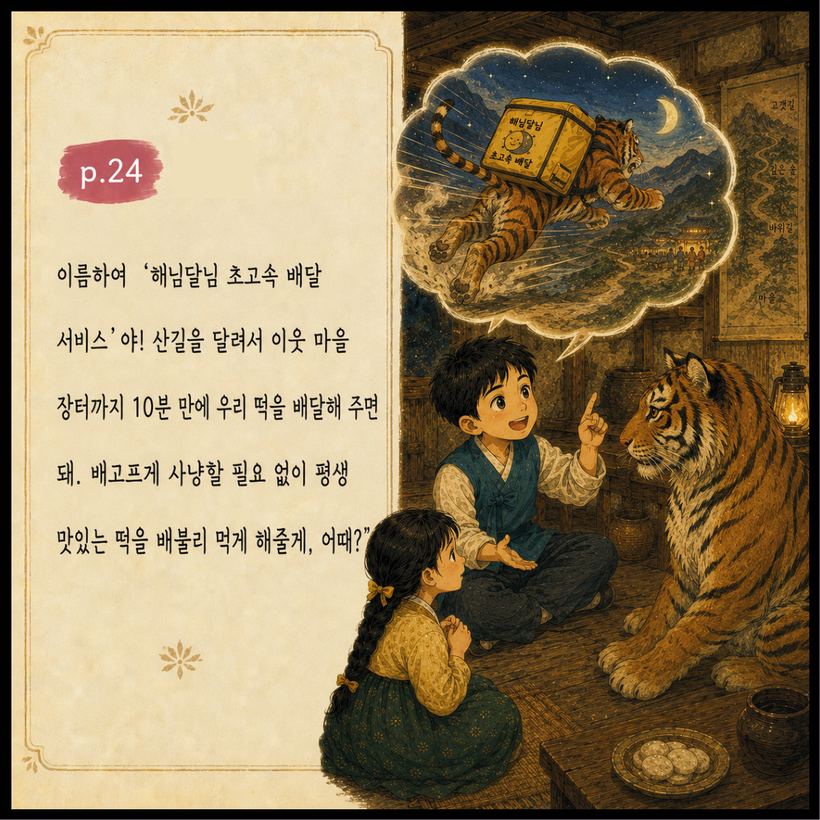 p.24
이름하여 ‘해님달님 초고속 배달
서비스’야! 산길을 달려서 이웃 마을
장터까지 10분 만에 우리 떡을 배달해 주면
돼. 배고프게 사냥할 필요 없이 평생
맛있는 떡을 배불리 먹게 해줄게, 어때?”
해님달님
초고속 배달
고갯길
깊은 숲
바위길
마을